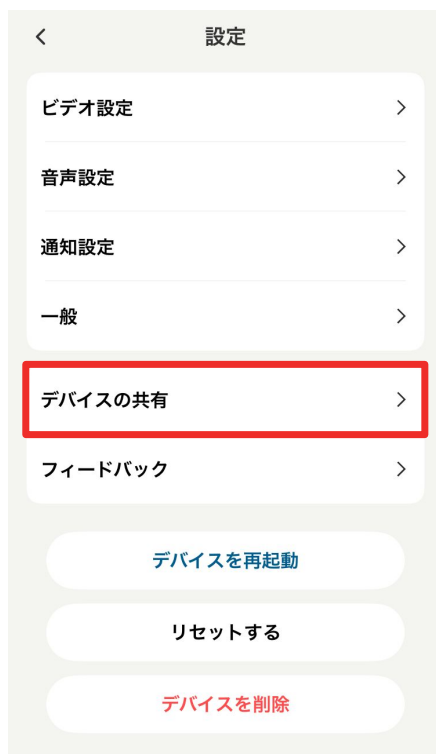 設定
ビデオ設定
音声設定
通知設定
一般
デバイスの共有
フィードバック
デバイスを再起動
リセットする
デバイスを削除